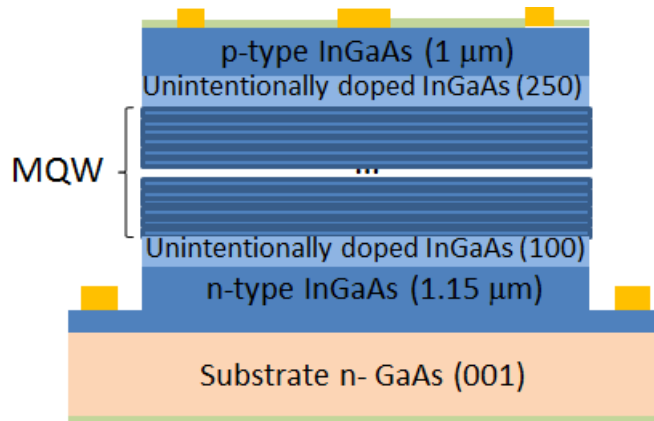 p-type InGaAs (1 μm)
Unintentionally doped InGaAs (250)
MQW
...
Unintentionally doped InGaAs (100)
n-type InGaAs (1.15 μm)
Substrate n- GaAs (001)